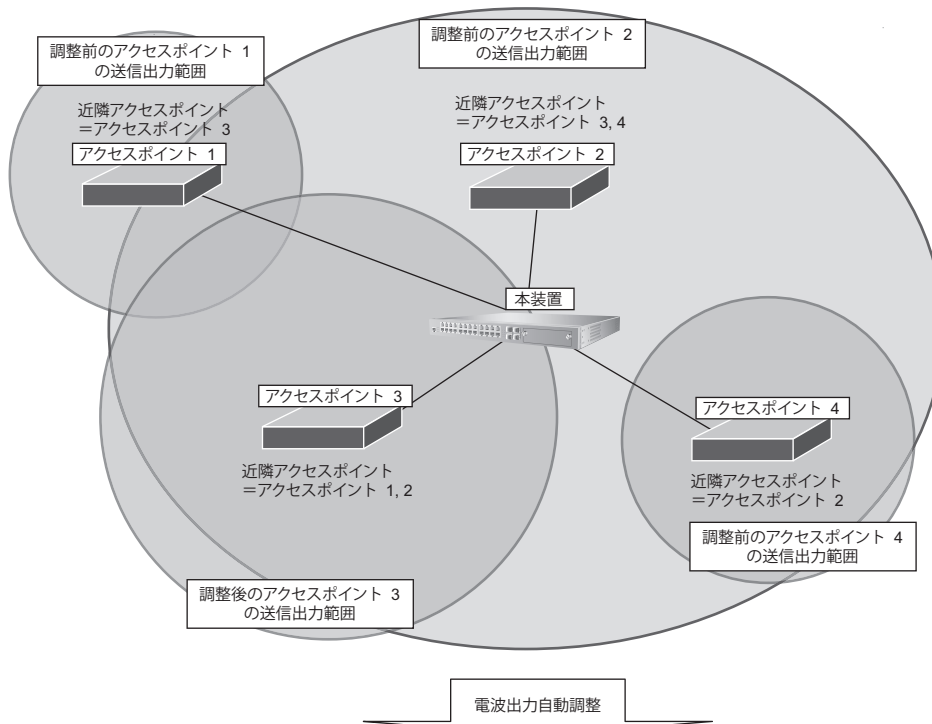 調整前のアクセスポイント 1
の送信出力範囲
近隣アクセスポイント
＝アクセスポイント 3
アクセスポイント 1
調整前のアクセスポイント 2
の送信出力範囲
近隣アクセスポイント
＝アクセスポイント 3, 4
アクセスポイント 2
本装置
アクセスポイント 3
近隣アクセスポイント
＝アクセスポイント 1, 2
調整後のアクセスポイント 3
の送信出力範囲
アクセスポイント 4
近隣アクセスポイント
＝アクセスポイント 2
調整前のアクセスポイント 4
の送信出力範囲
電波出力自動調整